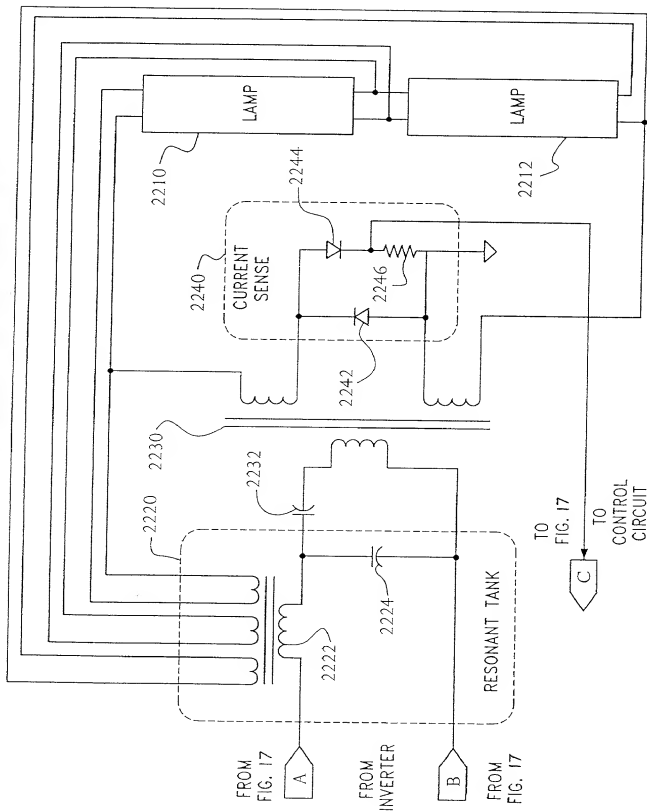 LAMP
2210
LAMP
2212
2244
2240
CURRENT
SENSE
2246
2242
2230
2232
2220
2224
2222
RESONANT TANK
TO
FIG. 17
TO
CONTROL
CIRCUIT
C
FROM
FIG. 17
A
FROM
INVERTER
B
FROM
FIG. 17